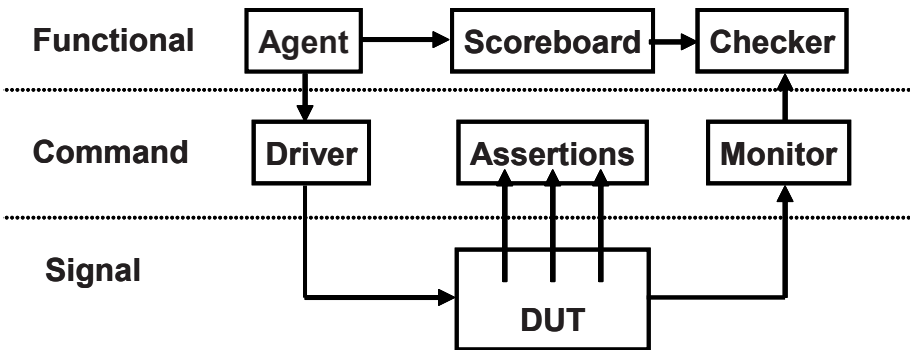 Functional Agent Scoreboard Checker
Command Driver Assertions Monitor
Signal
DUT